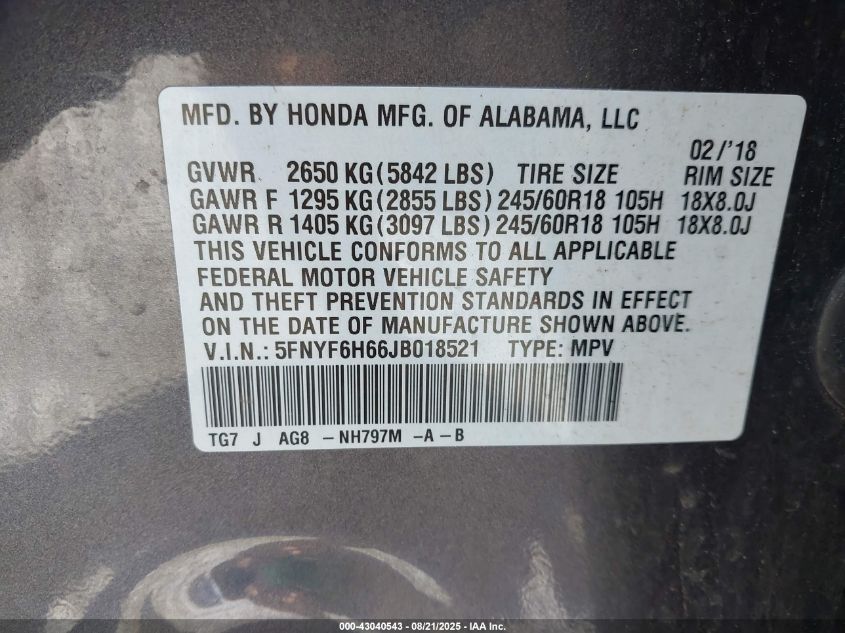 MFD. BY HONDA MFG. OF ALABAMA, LLC
02/'18
GVWR 2650 KG(5842 LBS) TIRE SIZE RIM SIZE
GAWR F 1295 KG(2855 LBS) 245/60R18 105H 18X8.0J
GAWR R 1405 KG(3097 LBS) 245/60R18 105H 18X8.0J
THIS VEHICLE CONFORMS TO ALL APPLICABLE
FEDERAL MOTOR VEHICLE SAFETY
AND THEFT PREVENTION STANDARDS IN EFFECT
ON THE DATE OF MANUFACTURE SHOWN ABOVE.
V.I.N.: 5FNYF6H66JB018521 TYPE: MPV
TG7 J AG8 -NH797M -A -B
000-43040543 - 08/21/2025 - IAA Inc.